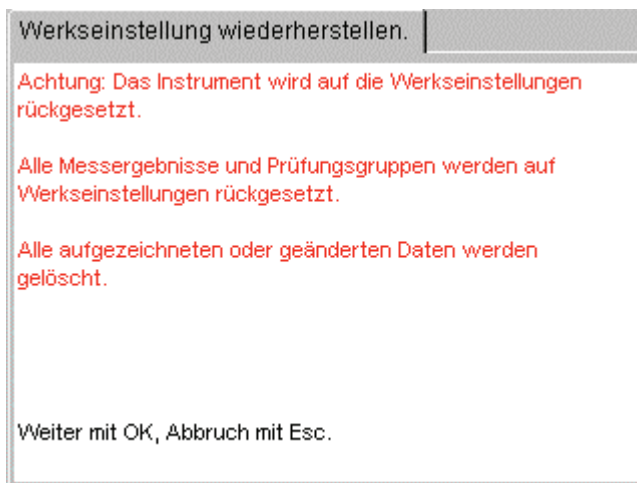 Werkseinstellung wiederherstellen.
Achtung: Das Instrument wird auf die Werkseinstellungen
rückgesetzt.
Alle Messergebnisse und Prüfungsgruppen werden auf
Werkseinstellungen rückgesetzt.
Alle aufgezeichneten oder geänderten Daten werden
gelöscht.
Weiter mit OK, Abbruch mit Esc.